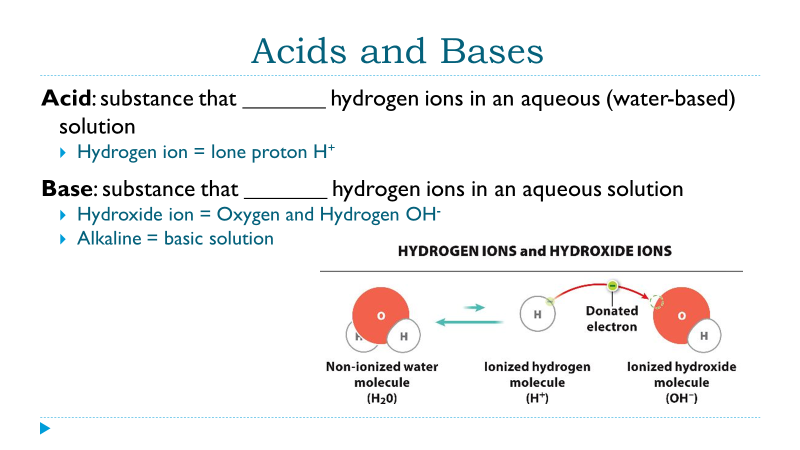 Acids and Bases
Acid: substance that _______ hydrogen ions in an aqueous (water-based)
solution
Hydrogen ion = lone proton H⁺
Base: substance that _______ hydrogen ions in an aqueous solution
Hydroxide ion = Oxygen and Hydrogen OH⁻
Alkaline = basic solution
HYDROGEN IONS and HYDROXIDE IONS
O
H
H
H
Donated
electron
O
H
Non-ionized water
molecule
(H₂0)
Ionized hydrogen
molecule
(H⁺)
Ionized hydroxide
molecule
(OH⁻)